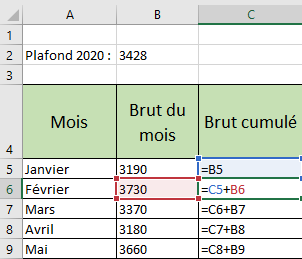 A B C
1
2 Plafond 2020 : 3428
3
4 Mois Brut du mois Brut cumulé
5 Janvier 3190 =B5
6 Février 3730 =C5+B6
7 Mars 3370 =C6+B7
8 Avril 3180 =C7+B8
9 Mai 3660 =C8+B9